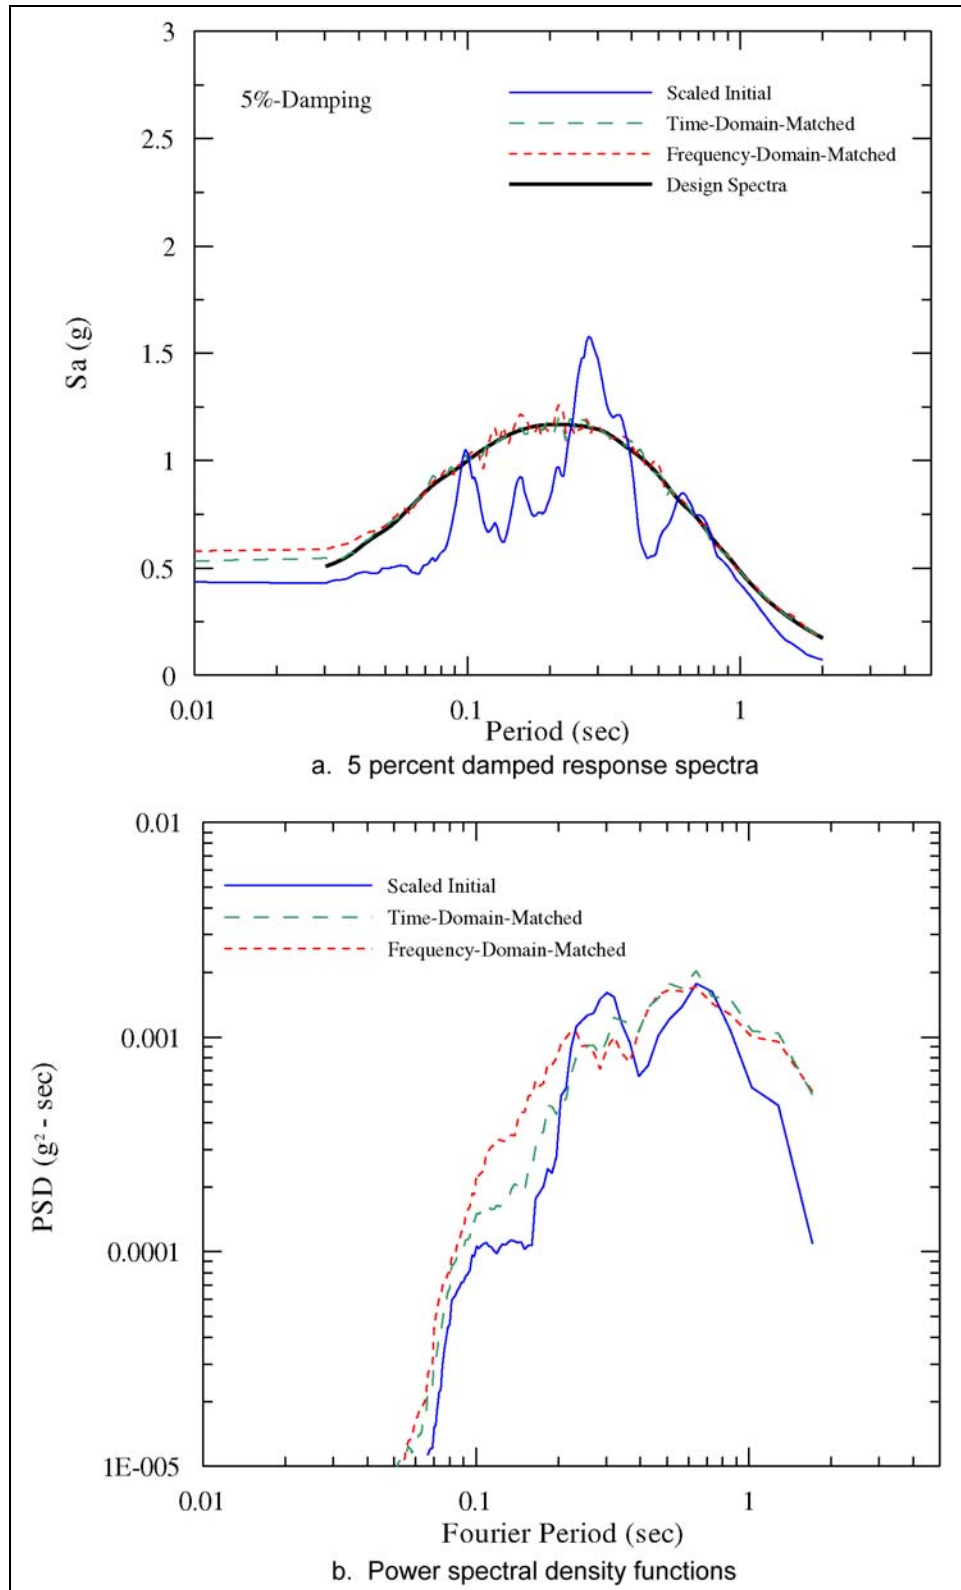 3
2.5
2
1.5
1
0.5
0
Sa (g)
5%-Damping
Scaled Initial
Time-Domain-Matched
Frequency-Domain-Matched
Design Spectra
0.01
0.1
1
Period (sec)
a. 5 percent damped response spectra
0.01
0.001
0.0001
1E-005
PSD (g² - sec)
Scaled Initial
Time-Domain-Matched
Frequency-Domain-Matched
0.01
0.1
1
Fourier Period (sec)
b. Power spectral density functions